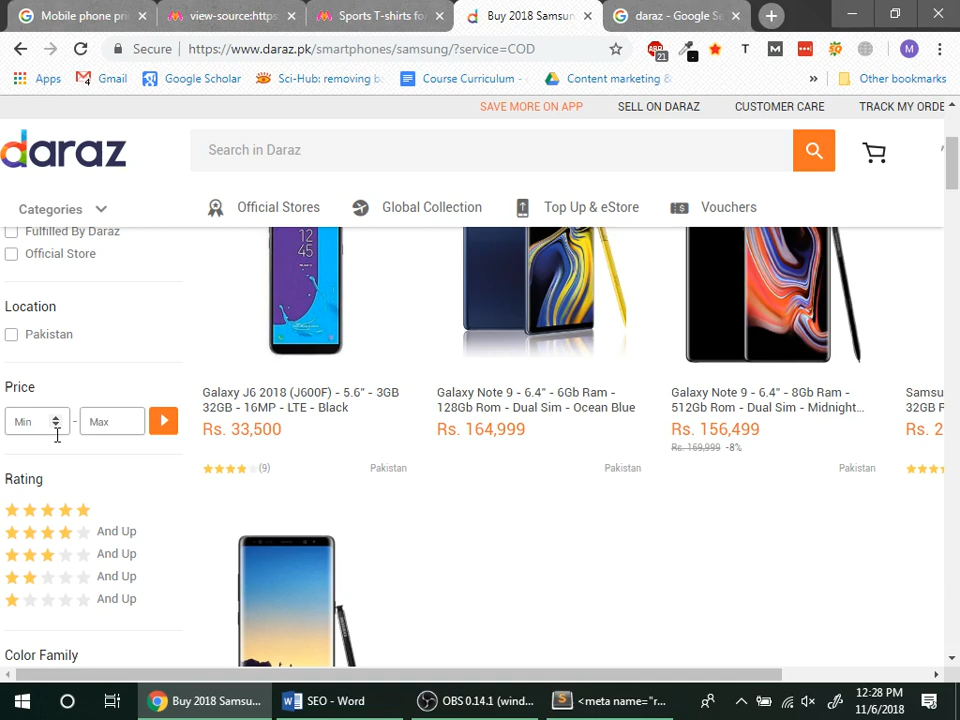 Mobile phone pri
view-source:https:
Sports T-shirts fo
Buy 2018 Samsun
daraz - Google Se
Secure
https://www.daraz.pk/smartphones/samsung/?service=COD
21
M
Apps
Gmail
Google Scholar
Sci-Hub: removing ba
Course Curriculum -
Content marketing &
Other bookmarks
SAVE MORE ON APP
SELL ON DARAZ
CUSTOMER CARE
TRACK MY ORDE
daraz
Search in Daraz
Categories
Official Stores
Global Collection
Top Up & eStore
Vouchers
Fulfilled By Daraz
Official Store
Location
Pakistan
Price
Min
-
Max
Rating
And Up
And Up
And Up
And Up
Color Family
12
45
Galaxy J6 2018 (J600F) - 5.6" - 3GB
32GB - 16MP - LTE - Black
Rs. 33,500
(9)
Pakistan
Galaxy Note 9 - 6.4" - 6Gb Ram -
128Gb Rom - Dual Sim - Ocean Blue
Rs. 164,999
Pakistan
Galaxy Note 9 - 6.4" - 8Gb Ram -
512Gb Rom - Dual Sim - Midnight...
Rs. 156,499
Rs. 169,999 -8%
Pakistan
Samsu
32GB F
Rs. 2
Buy 2018 Samsu...
SEO - Word
OBS 0.14.1 (wind...
<meta name="r...
12:28 PM
11/6/2018